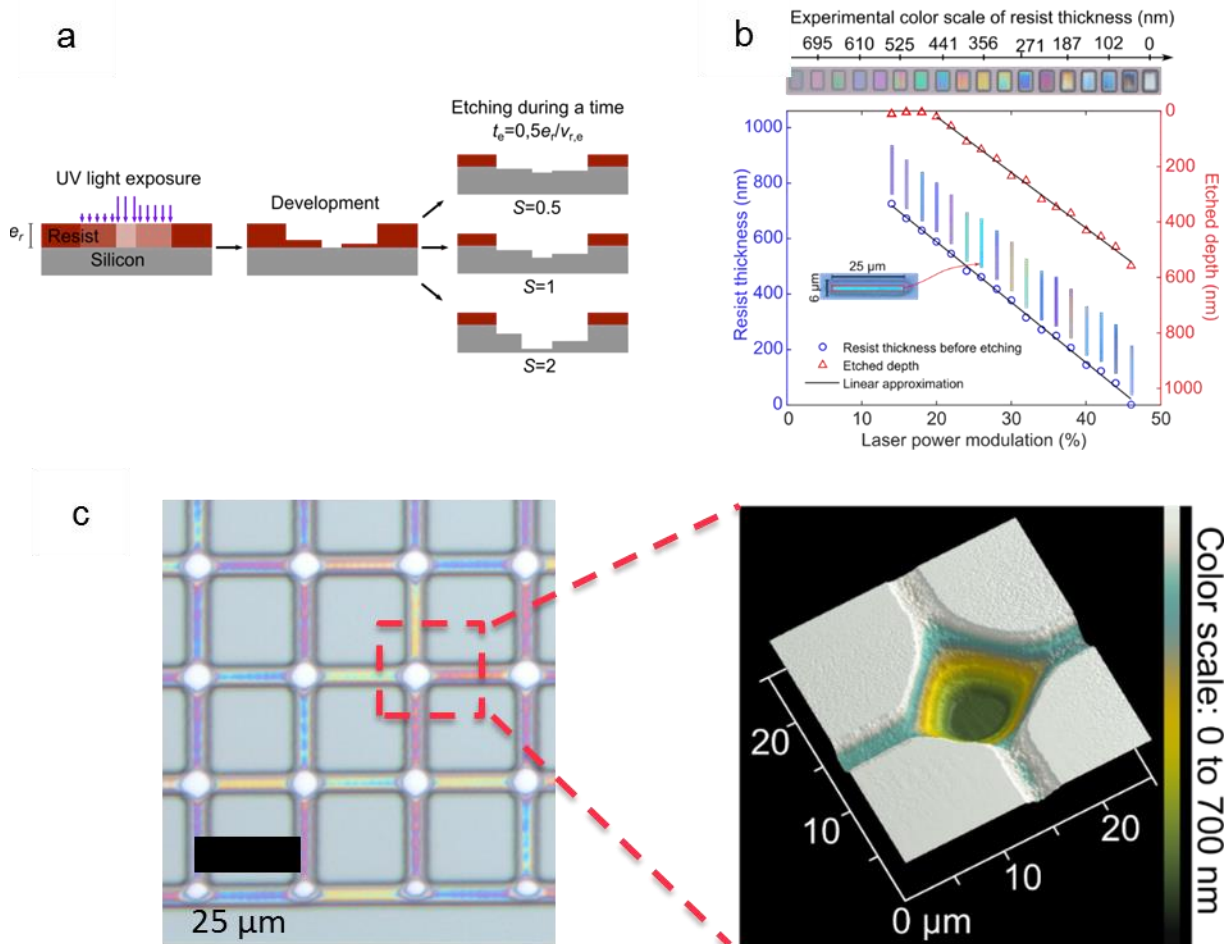 a
Etching during a time
te=0,5er/vr,e
UV light exposure
Development
er
Resist
Silicon
S=0.5
S=1
S=2
b
Experimental color scale of resist thickness (nm)
695 610 525 441 356 271 187 102 0
Resist thickness (nm)
1000
800
600
400
200
0
Etched depth (nm)
0
200
400
600
800
1000
25 μm
6 μm
Resist thickness before etching
Etched depth
Linear approximation
0 10 20 30 40 50
Laser power modulation (%)
c
25 μm
20
10
0 μm
10
20
Color scale: 0 to 700 nm